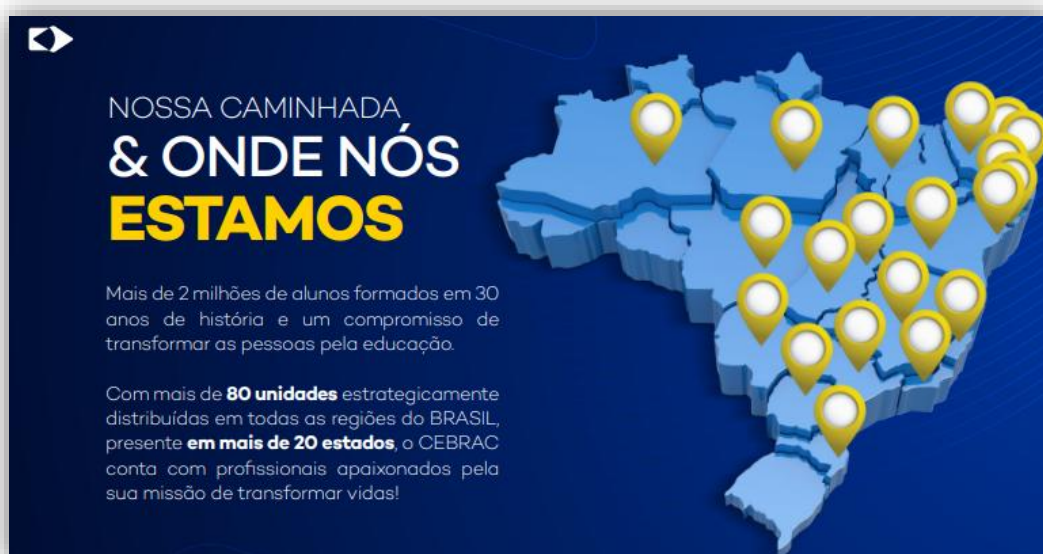 NOSSA CAMINHADA
& ONDE NÓS
ESTAMOS
Mais de 2 milhões de alunos formados em 30
anos de história e um compromisso de
transformar as pessoas pela educação.
Com mais de 80 unidades estrategicamente
distribuídas em todas as regiões do BRASIL,
presente em mais de 20 estados, o CEBRAC
conta com profissionais apaixonados pela
sua missão de transformar vidas!